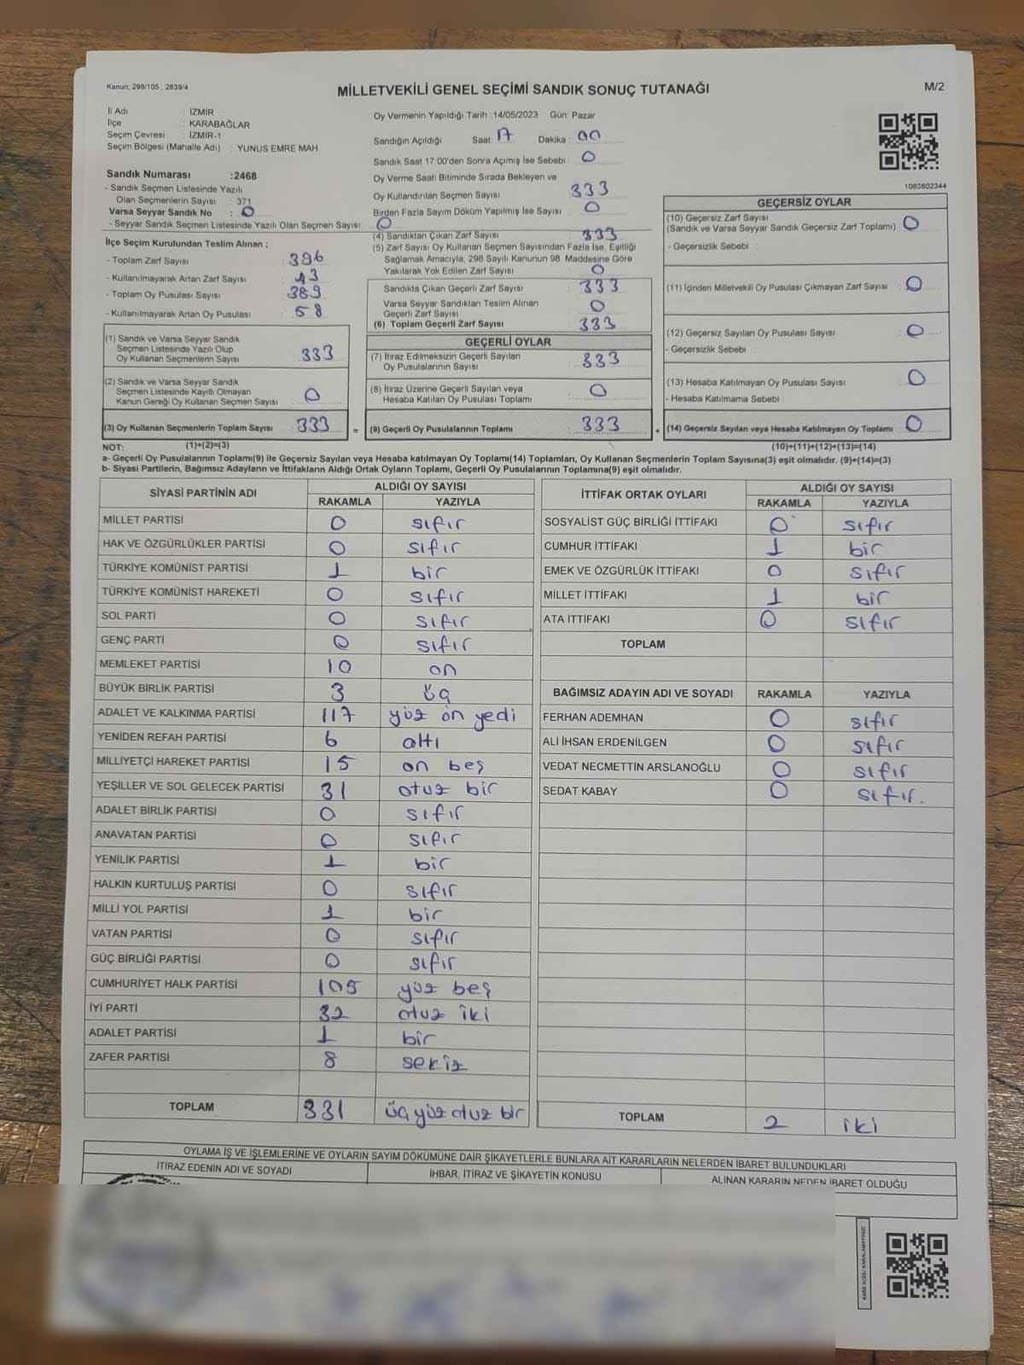 Kanun; 298/105 ; 2839/4
MİLLETVEKİLİ GENEL SEÇİMİ SANDIK SONUÇ TUTANAĞI
M/2
İl Adı İZMİR
İlçe KARABAĞLAR
Seçim Çevresi : İZMİR-1
Seçim Bölgesi (Mahalle Adı) : YUNUS EMRE MAH
Sandık Numarası :2468
- Sandık Seçmen Listesinde Yazılı
Olan Seçmenlerin Sayısı 371
Varsa Seyyar Sandık No : 0
- Seyyar Sandık Seçmen Listesinde Yazılı Olan Seçmen Sayısı 0
İlçe Seçim Kurulundan Teslim Alınan ;
- Toplam Zarf Sayısı 396
- Kullanılmayarak Artan Zarf Sayısı 43
- Toplam Oy Pusulası Sayısı 389
- Kullanılmayarak Artan Oy Pusulası 58
(1) Sandık ve Varsa Seyyar Sandık
Seçmen Listesinde Yazılı Olup
Oy Kullanan Seçmenlerin Sayısı 333
(2) Sandık ve Varsa Seyyar Sandık
Seçmen Listesinde Kayıtlı Olmayan
Kanun Gereği Oy Kullanan Seçmen Sayısı 0
(3) Oy Kullanan Seçmenlerin Toplam Sayısı 333 =
Oy Vermenin Yapıldığı Tarih : 14/05/2023 Gün: Pazar
Sandığın Açıldığı Saat: 17 Dakika : 00
Sandık Saat 17:00'den Sonra Açımış İse Sebebi : 0
Oy Verme Saati Bitiminde Sırada Bekleyen ve
Oy Kullandırılan Seçmen Sayısı 333
Birden Fazla Sayım Döküm Yapılmış İse Sayısı : 0
(4) Sandıktan Çıkan Zarf Sayısı : 333
(5) Zarf Sayısı Oy Kullanan Seçmen Sayısından Fazla İse, Eşitliği
Sağlamak Amacıyla, 298 Sayılı Kanunun 98. Maddesine Göre
Yakılarak Yok Edilen Zarf Sayısı : 0
Sandıkta Çıkan Geçerli Zarf Sayısı : 333
Varsa Seyyar Sandıktan Teslim Alınan
Geçerli Zarf Sayısı : 0
(6) Toplam Geçerli Zarf Sayısı : 333
GEÇERLİ OYLAR
(7) İtiraz Edilmeksizin Geçerli Sayılan
Oy Pusulalarının Sayısı : 333
(8) İtiraz Üzerine Geçerli Sayılan veya
Hesaba Katılan Oy Pusulası Toplamı : 0
(9) Geçerli Oy Pusulalarının Toplamı : 333 +
1083802344
GEÇERSİZ OYLAR
(10) Geçersiz Zarf Sayısı
(Sandık ve Varsa Seyyar Sandık Geçersiz Zarf Toplamı) : 0
- Geçersizlik Sebebi :
(11) İçinden Milletvekili Oy Pusulası Çıkmayan Zarf Sayısı : 0
(12) Geçersiz Sayılan Oy Pusulası Sayısı : 0
- Geçersizlik Sebebi :
(13) Hesaba Katılmayan Oy Pusulası Sayısı : 0
- Hesaba Katılmama Sebebi :
(14) Geçersiz Sayılan veya Hesaba Katılmayan Oy Toplamı : 0
NOT: (1)+(2)=(3) (10)+(11)+(12)+(13)=(14)
a- Geçerli Oy Pusulalarının Toplamı(9) ile Geçersiz Sayılan veya Hesaba katılmayan Oy Toplamı(14) Toplamları, Oy Kullanan Seçmenlerin Toplam Sayısına(3) eşit olmalıdır. (9)+(14)=(3)
b- Siyasi Partilerin, Bağımsız Adayların ve İttifakların Aldığı Ortak Oyların Toplamı, Geçerli Oy Pusulalarının Toplamına(9) eşit olmalıdır.
SİYASİ PARTİNİN ADI ALDIĞI OY SAYISI
RAKAMLA YAZIYLA
MİLLET PARTİSİ 0 sıfır
HAK VE ÖZGÜRLÜKLER PARTİSİ 0 sıfır
TÜRKİYE KOMÜNİST PARTİSİ 1 bir
TÜRKİYE KOMÜNİST HAREKETİ 0 sıfır
SOL PARTİ 0 sıfır
GENÇ PARTİ 0 sıfır
MEMLEKET PARTİSİ 10 on
BÜYÜK BİRLİK PARTİSİ 3 üç
ADALET VE KALKINMA PARTİSİ 117 yüz on yedi
YENİDEN REFAH PARTİSİ 6 altı
MİLLİYETÇİ HAREKET PARTİSİ 15 on beş
YEŞİLLER VE SOL GELECEK PARTİSİ 31 otuz bir
ADALET BİRLİK PARTİSİ 0 sıfır
ANAVATAN PARTİSİ 0 sıfır
YENİLİK PARTİSİ 1 bir
HALKIN KURTULUŞ PARTİSİ 0 sıfır
MİLLİ YOL PARTİSİ 1 bir
VATAN PARTİSİ 0 sıfır
GÜÇ BİRLİĞİ PARTİSİ 0 sıfır
CUMHURİYET HALK PARTİSİ 105 yüz beş
İYİ PARTİ 32 otuz iki
ADALET PARTİSİ 1 bir
ZAFER PARTİSİ 8 sekiz
TOPLAM 331 üç yüz otuz bir
İTTİFAK ORTAK OYLARI ALDIĞI OY SAYISI
RAKAMLA YAZIYLA
SOSYALİST GÜÇ BİRLİĞİ İTTİFAKI 0 sıfır
CUMHUR İTTİFAKI 1 bir
EMEK VE ÖZGÜRLÜK İTTİFAKI 0 sıfır
MİLLET İTTİFAKI 1 bir
ATA İTTİFAKI 0 sıfır
TOPLAM
BAĞIMSIZ ADAYIN ADI VE SOYADI RAKAMLA YAZIYLA
FERHAN ADEMHAN 0 sıfır
ALİ İHSAN ERDENİLGEN 0 sıfır
VEDAT NECMETTİN ARSLANOĞLU 0 sıfır
SEDAT KABAY 0 sıfır.
TOPLAM 2 iki
OYLAMA İŞ VE İŞLEMLERİNE VE OYLARIN SAYIM DÖKÜMÜNE DAİR ŞİKAYETLERLE BUNLARA AİT KARARLARIN NELERDEN İBARET BULUNDUKLARI
İTİRAZ EDENİN ADI VE SOYADI İHBAR, İTİRAZ VE ŞİKAYETİN KONUSU ALINAN KARARIN NEDEN İBARET OLDUĞU